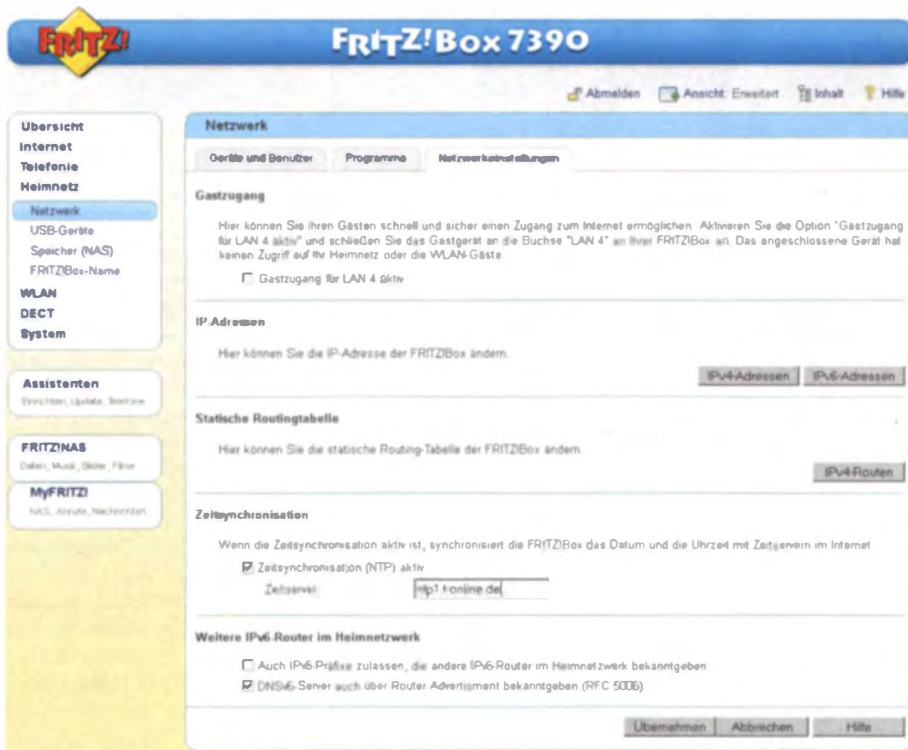 FRITZ!
FRITZ!Box 7390
Abmelden Ansicht: Erweitert Inhalt Hilfe
Übersicht
Internet
Telefonie
Heimnetz
Netzwerk
USB-Geräte
Speicher (NAS)
FRITZ!Box-Name
WLAN
DECT
System
Assistenten
Einrichten, Update, Telefone
FRITZ!NAS
Daten, Musik, Bilder, Filme
MyFRITZ!
NAS, Anrufe, Nachrichten
Netzwerk
Geräte und Benutzer Programme Netzwerkeinstellungen
Gastzugang
Hier können Sie Ihren Gästen schnell und sicher einen Zugang zum Internet ermöglichen. Aktivieren Sie die Option "Gastzugang
für LAN 4 aktiv" und schließen Sie das Gastgerät an die Buchse "LAN 4" an Ihrer FRITZ!Box an. Das angeschlossene Gerät hat
keinen Zugriff auf Ihr Heimnetz oder die WLAN-Gäste.
Gastzugang für LAN 4 aktiv
IP-Adressen
Hier können Sie die IP-Adresse der FRITZ!Box ändern.
IPv4-Adressen IPv6-Adressen
Statische Routingtabelle
Hier können Sie die statische Routing-Tabelle der FRITZ!Box ändern.
IPv4-Routen
Zeitsynchronisation
Wenn die Zeitsynchronisation aktiv ist, synchronisiert die FRITZ!Box das Datum und die Uhrzeit mit Zeitservern im Internet
Zeitsynchronisation (NTP) aktiv
Zeitserver: ntp1.t-online.de
Weitere IPv6-Router im Heimnetzwerk
Auch IPv6-Präfixe zulassen, die andere IPv6-Router im Heimnetzwerk bekanntgeben
DNSv6-Server auch über Router Advertisment bekanntgeben (RFC 5006)
Übernehmen Abbrechen Hilfe